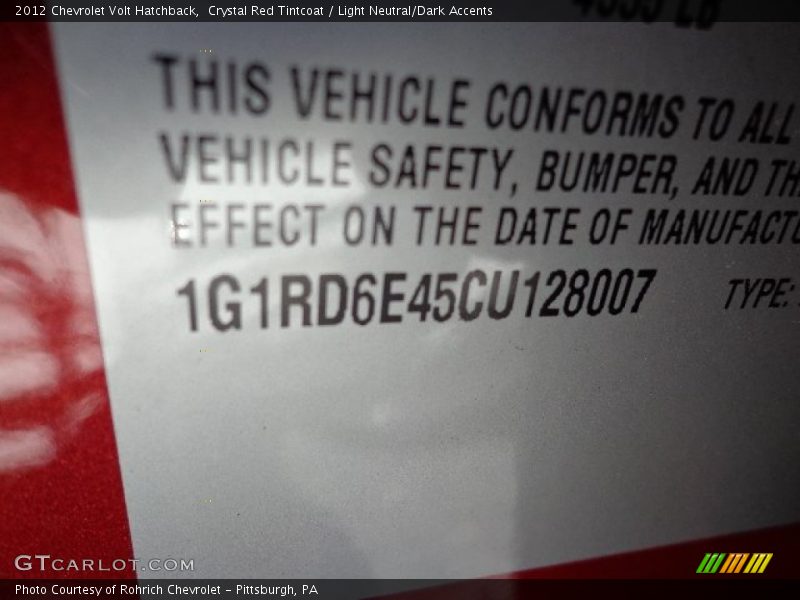 2012 Chevrolet Volt Hatchback,  Crystal Red Tintcoat / Light Neutral/Dark Accents
THIS VEHICLE CONFORMS TO ALL
VEHICLE SAFETY, BUMPER, AND TH
EFFECT ON THE DATE OF MANUFACTU
1G1RD6E45CU128007 TYPE:
GTCARLOT.COM
Photo Courtesy of Rohrich Chevrolet - Pittsburgh, PA